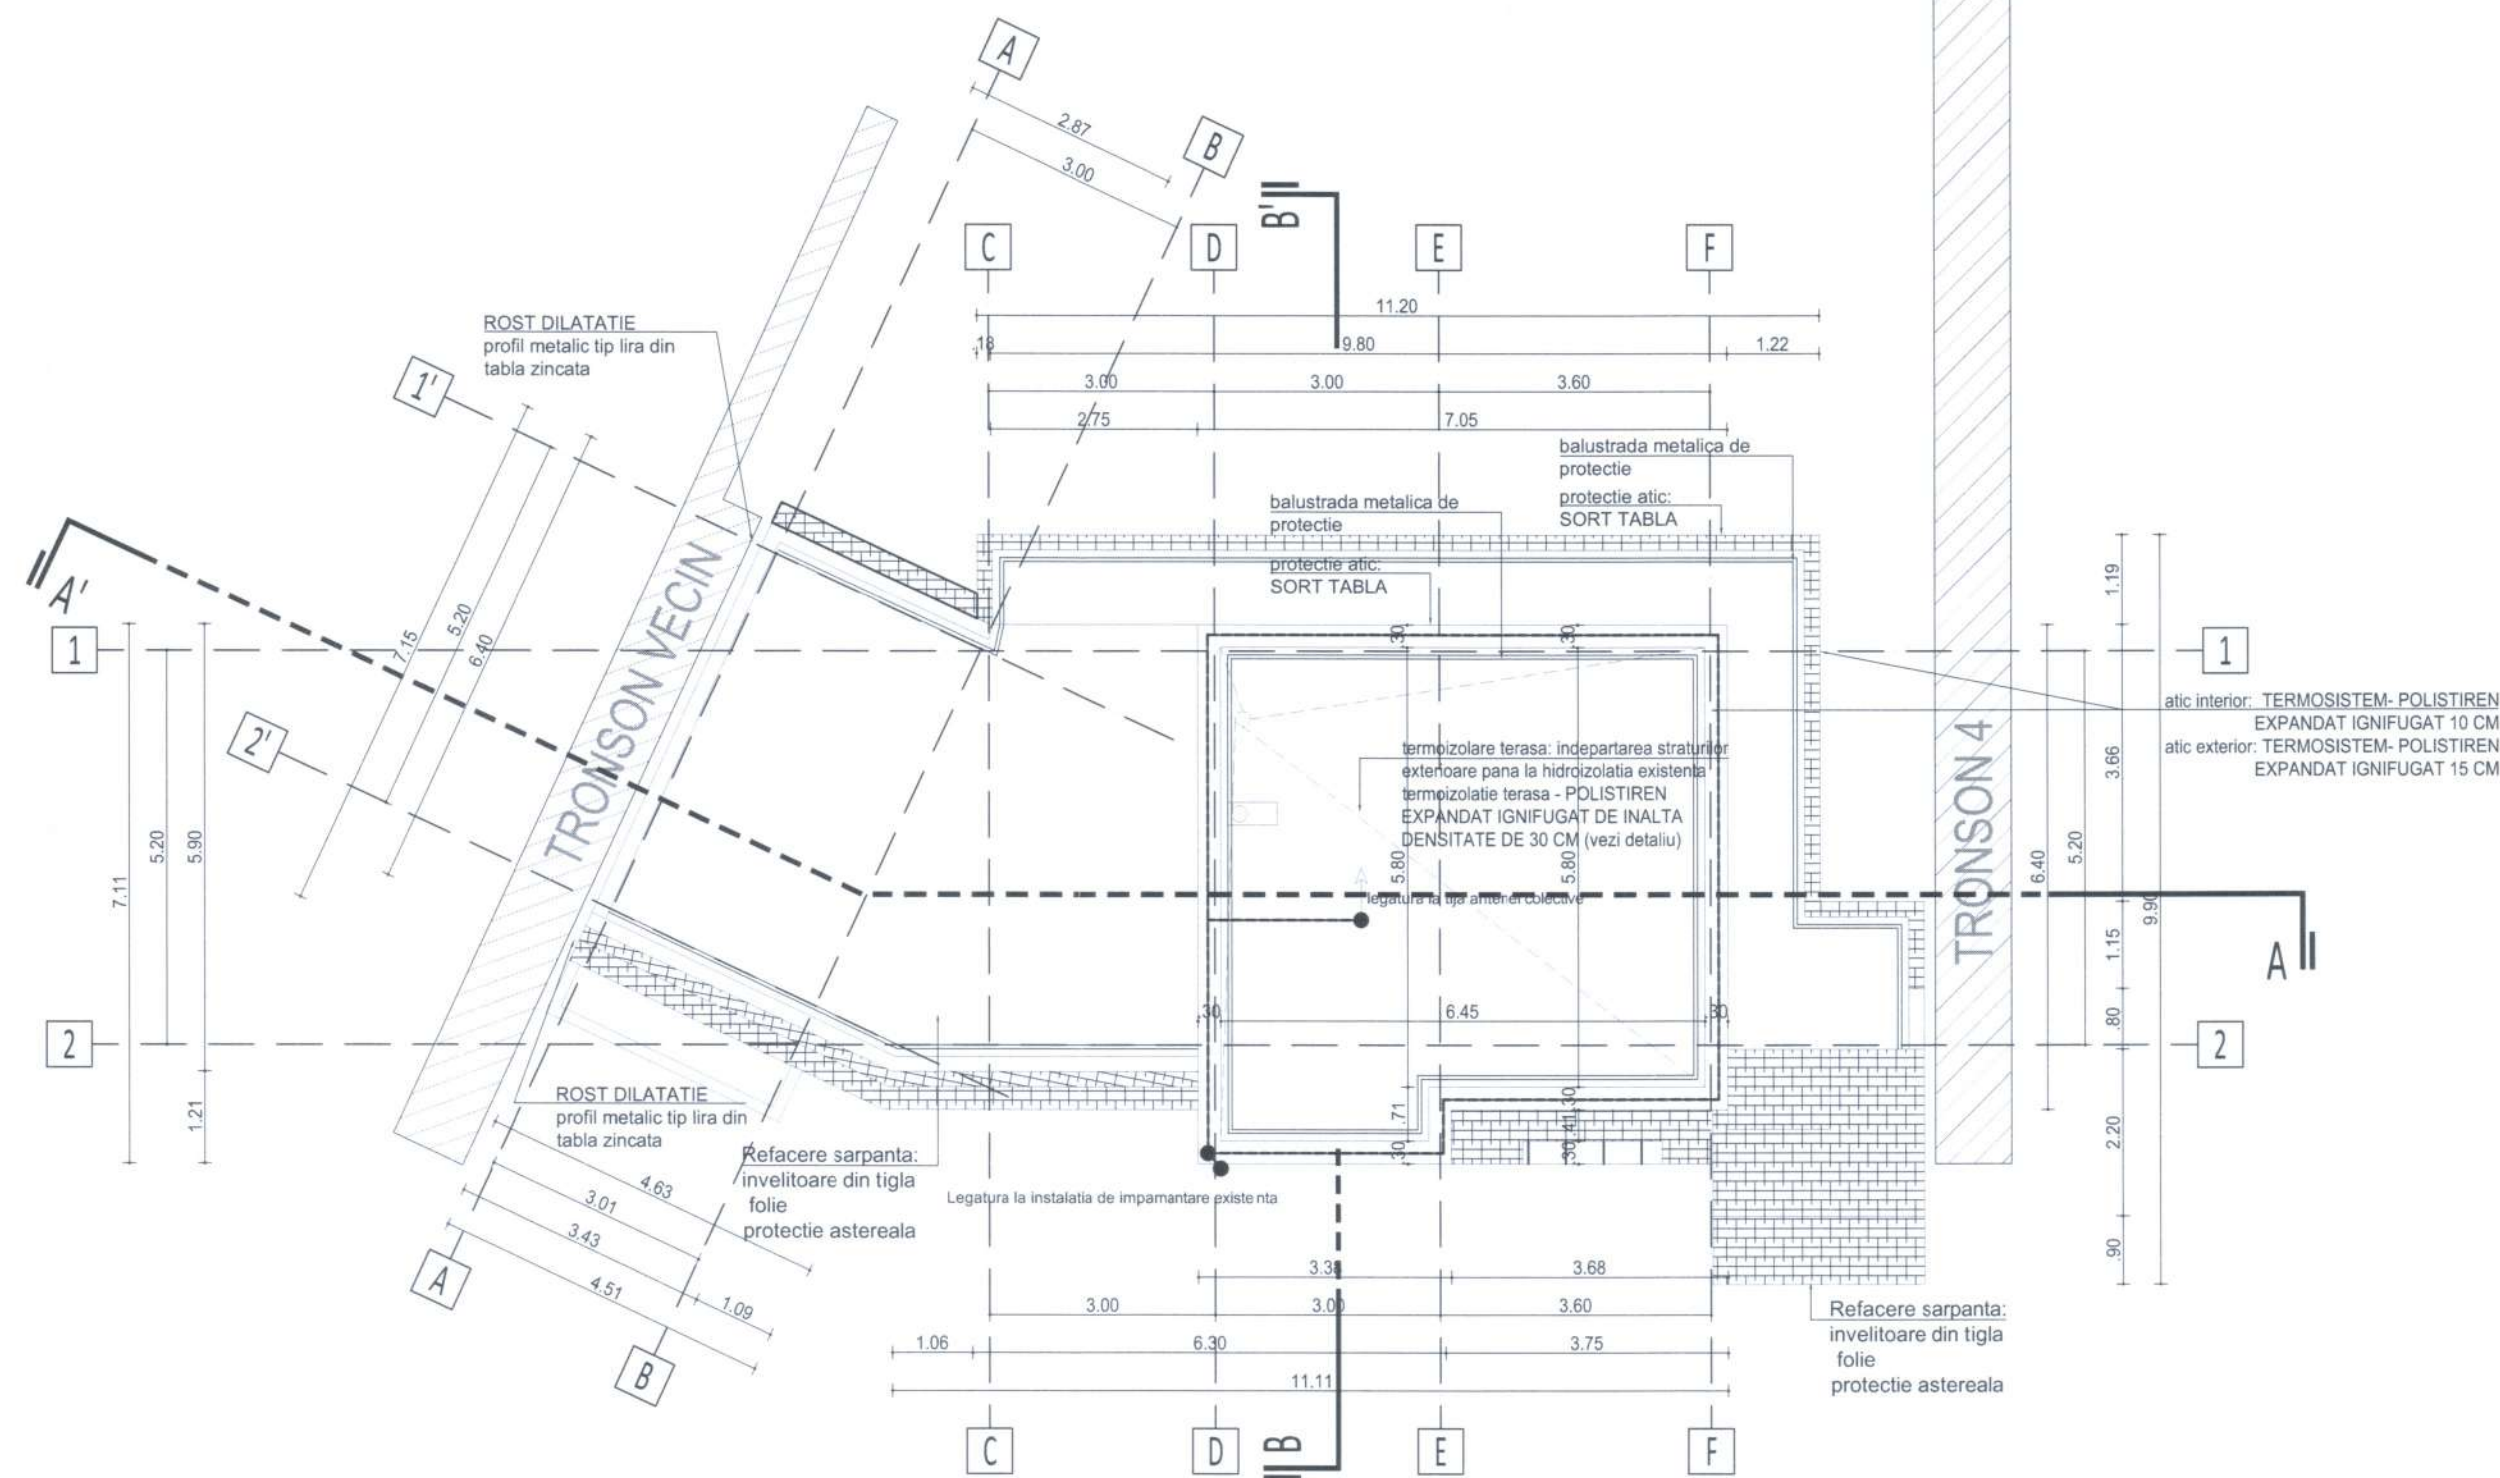 A
2.87
B
3.00
B'
C
D
E
F
11.20
.18
9.80
1.22
3.00
3.00
3.60
2.75
7.05
ROST DILATATIE
profil metalic tip lira din
tabla zincata
1'
balustrada metalica de
protectie
protectie atic:
SORT TABLA
balustrada metalica de
protectie
protectie atic:
SORT TABLA
A'
TRONSON VECIN
7.15
5.20
6.40
2'
1
1
.30
.30
1.19
atic interior: TERMOSISTEM- POLISTIREN
EXPANDAT IGNIFUGAT 10 CM
atic exterior: TERMOSISTEM- POLISTIREN
EXPANDAT IGNIFUGAT 15 CM
termoizolare terasa: indepartarea straturilor
exterioare pana la hidroizolatia existenta
termoizolatie terasa - POLISTIREN
EXPANDAT IGNIFUGAT DE INALTA
DENSITATE DE 30 CM (vezi detaliu)
TRONSON 4
3.66
7.11
5.20
5.90
5.80
5.80
legatura la tija antenei colective
6.40
5.20
9.90
1.15
A
.30
6.45
.30
.80
2
2
1.21
.71
.30
.30
.41
.30
2.20
.90
ROST DILATATIE
profil metalic tip lira din
tabla zincata
Refacere sarpanta:
invelitoare din tigla
folie
protectie astereala
Legatura la instalatia de impamantare existenta
4.63
3.01
3.43
4.51
1.09
A
B
3.38
3.68
3.00
3.00
3.60
1.06
6.30
3.75
11.11
Refacere sarpanta:
invelitoare din tigla
folie
protectie astereala
C
D
B
E
F